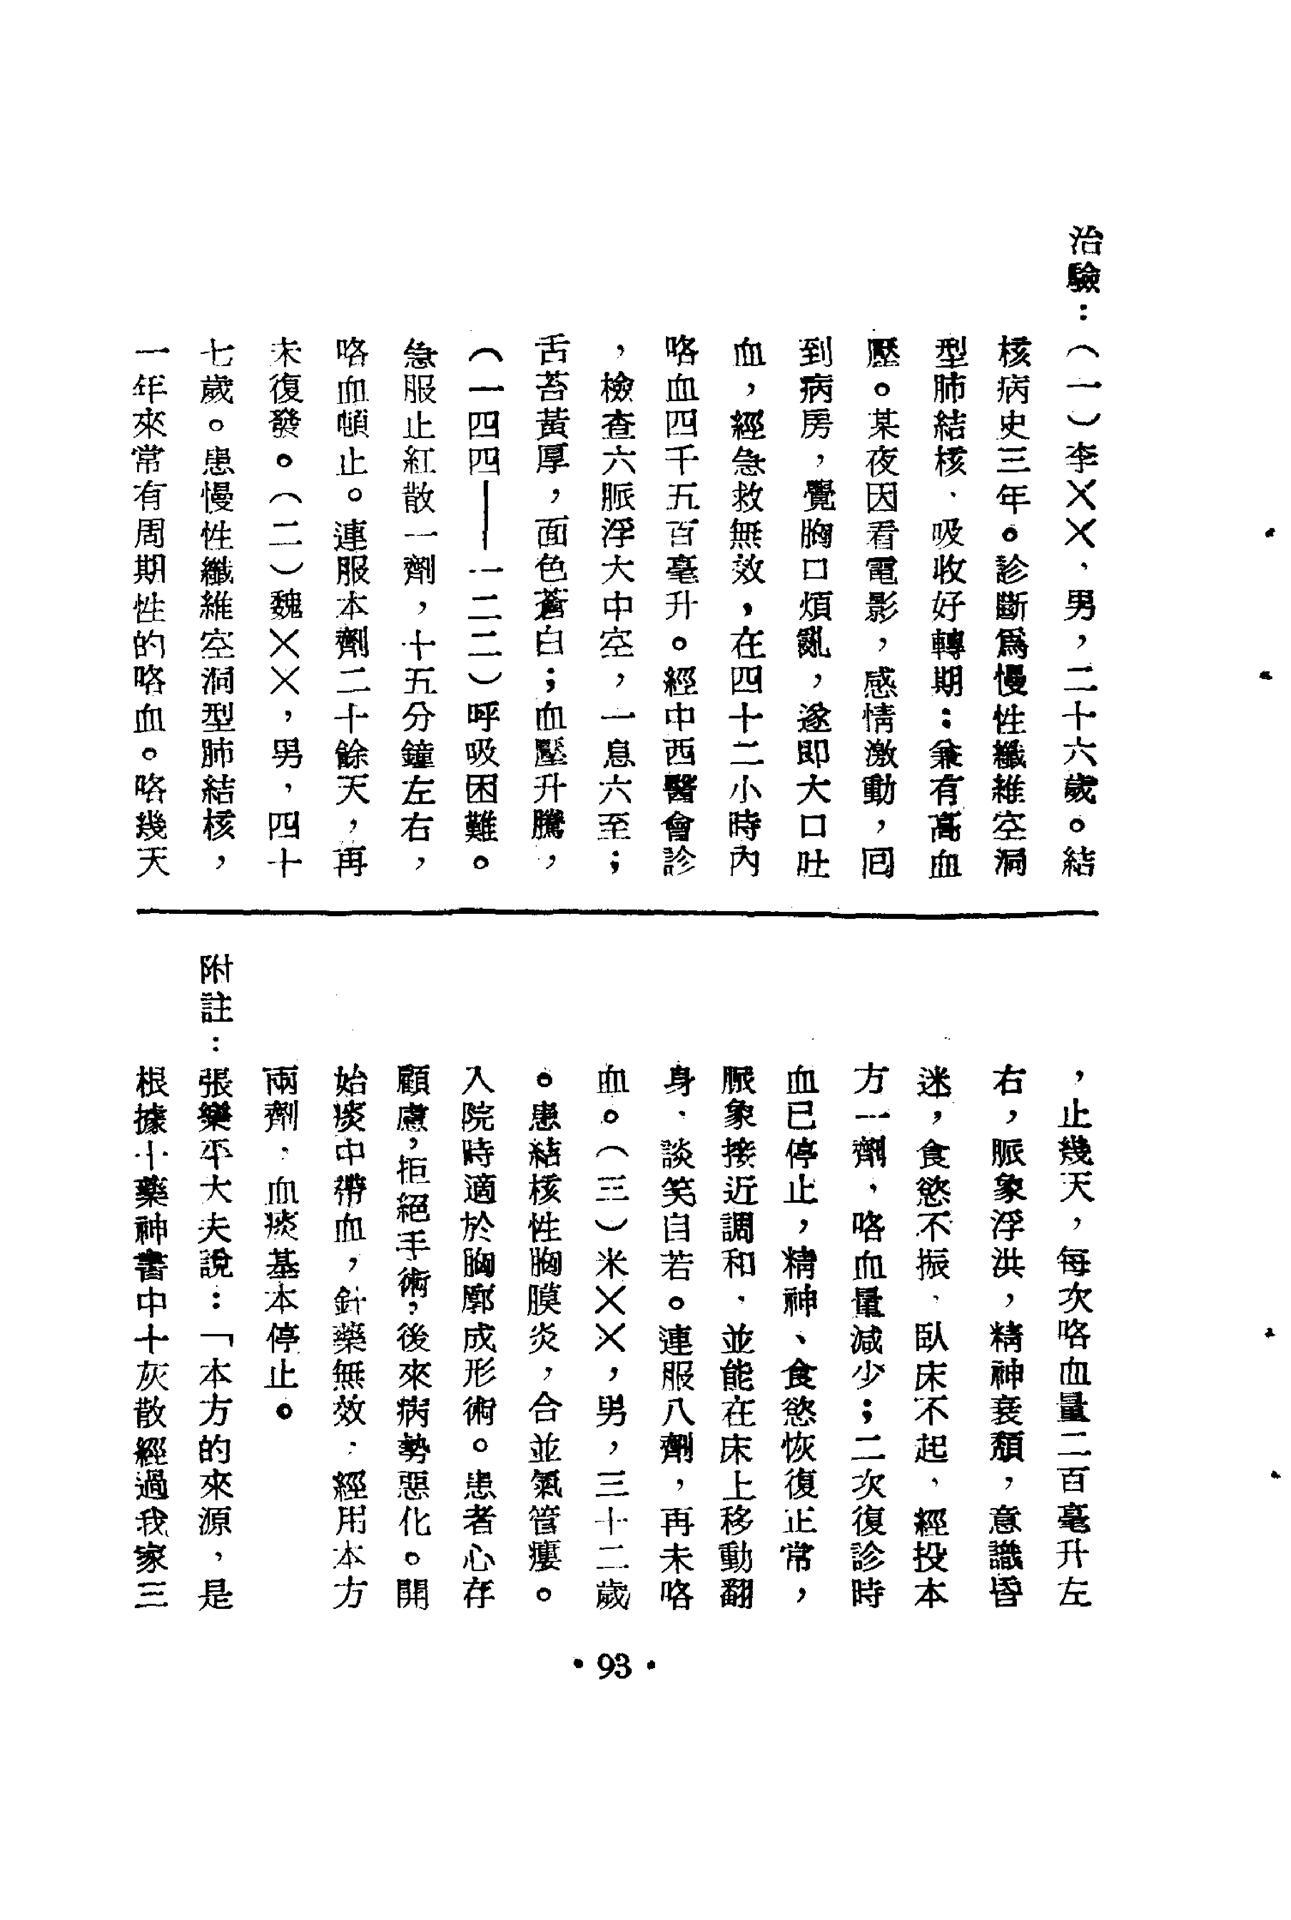 治驗：（一）李××、男，二十六歲。結
核病史三年。診斷爲慢性纖維空洞
型肺結核、吸收好轉期：兼有高血
壓。某夜因看電影，感情激動，回
到病房，覺胸口煩亂，遂即大口吐
血，經急救無效，在四十二小時內
咯血四千五百毫升。經中西醫會診
，檢查六脈浮大中空，一息六至；
舌苔黃厚，面色蒼白；血壓升騰，
（一四四——一二二）呼吸困難。
急服止紅散一劑，十五分鐘左右，
咯血頓止。連服本劑二十餘天，再
未復發。（二）魏××，男，四十
七歲。患慢性纖維空洞型肺結核，
一年來常有周期性的咯血。咯幾天
，止幾天，每次咯血量二百毫升左
右，脈象浮洪，精神衰頹，意識昏
迷，食慾不振、臥床不起，經投本
方一劑，咯血量減少；二次復診時
血已停止，精神、食慾恢復正常，
脈象接近調和，並能在床上移動翻
身、談笑自若。連服八劑，再未咯
血。（三）米××，男，三十二歲
。患結核性胸膜炎，合並氣管瘻。
入院時適於胸廓成形術。患者心存
顧慮，拒絕手術，後來病勢惡化。開
始痰中帶血，針藥無效，經用本方
兩劑，血痰基本停止。
附註：張樂平大夫說：「本方的來源，是
根據十藥神書中十灰散經過我家三
・93・